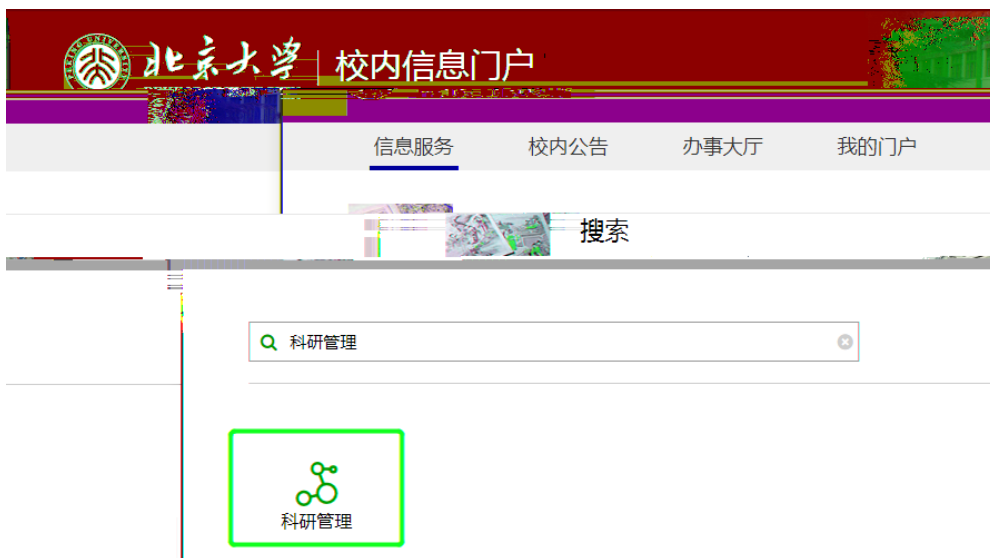 北京大学 校内信息门户
信息服务 校内公告 办事大厅 我的门户
搜索
科研管理
科研管理